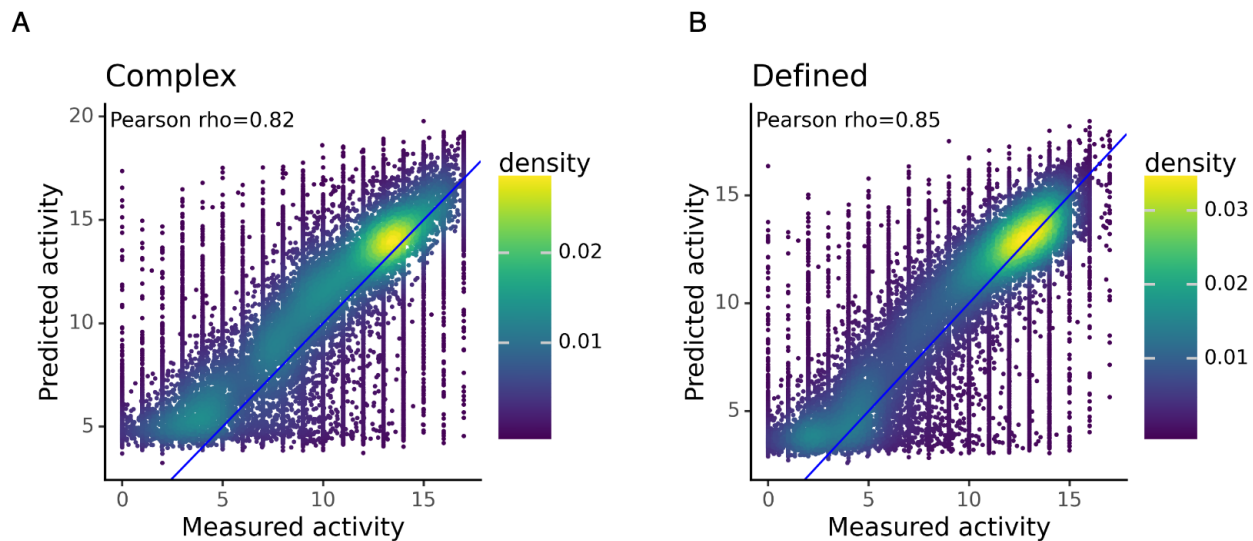 A
Complex
Pearson rho=0.82
20
15
10
5
0
5
10
15
Predicted activity
Measured activity
density
0.02
0.01
B
Defined
Pearson rho=0.85
15
10
5
0
5
10
15
Predicted activity
Measured activity
density
0.03
0.02
0.01